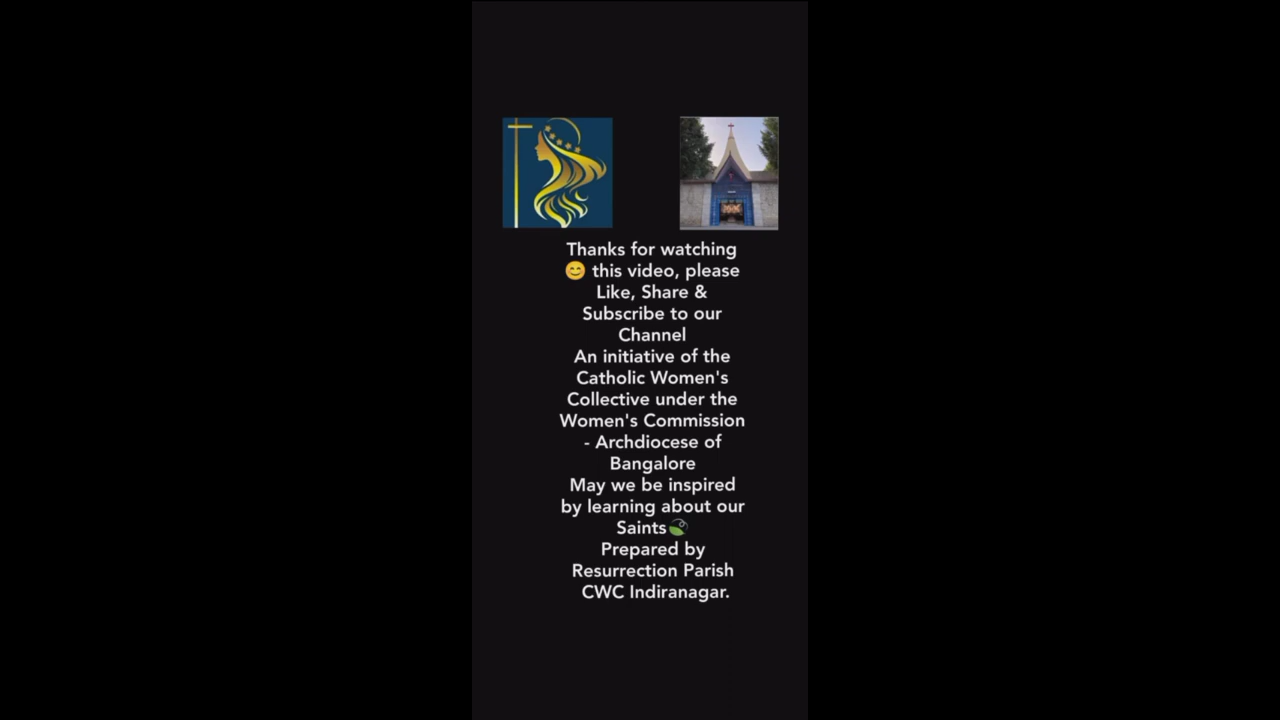 Thanks for watching
😊 this video, please
Like, Share &
Subscribe to our
Channel
An initiative of the
Catholic Women's
Collective under the
Women's Commission
- Archdiocese of
Bangalore
May we be inspired
by learning about our
Saints🍃
Prepared by
Resurrection Parish
CWC Indiranagar.